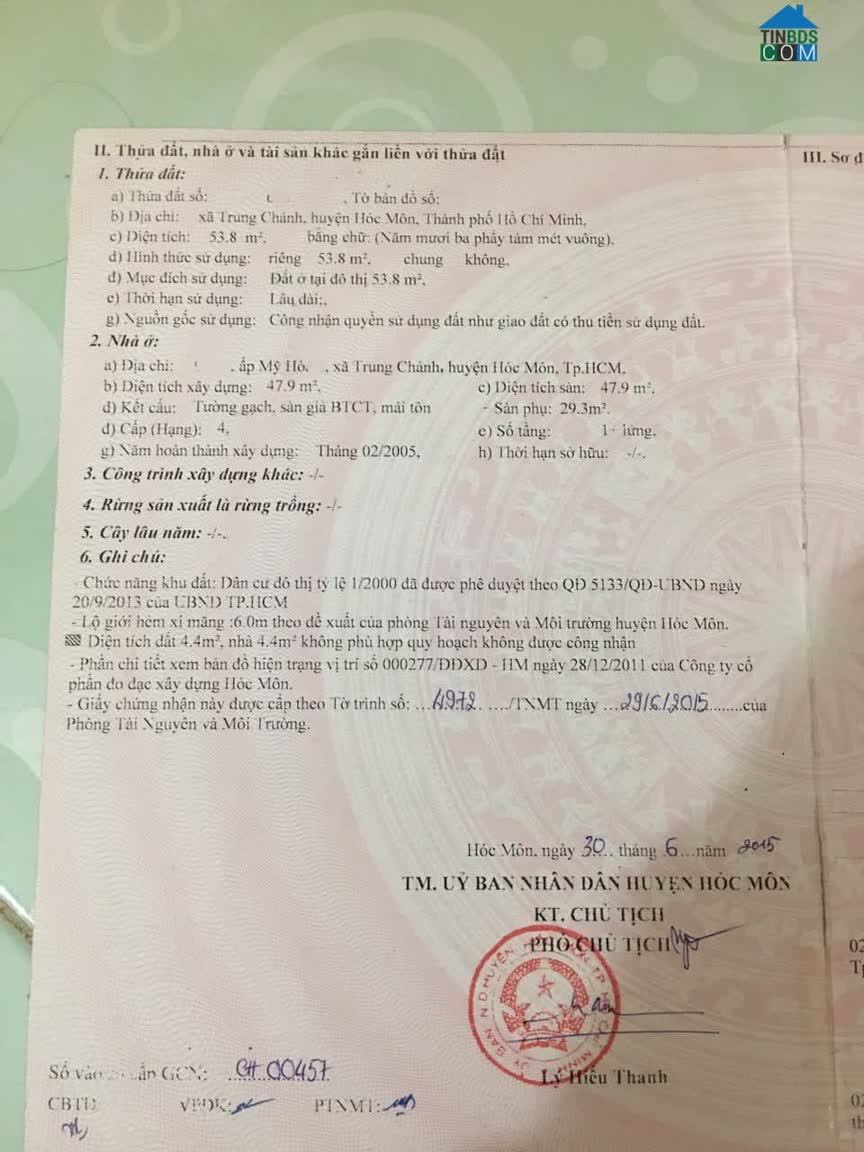 TINBDS
COM
II. Thửa đất, nhà ở và tài sản khác gắn liền với thửa đất
III. Sơ đ
1. Thửa đất:
a) Thửa đất số: , Tờ bản đồ số:
b) Địa chỉ: xã Trung Chánh, huyện Hóc Môn, Thành phố Hồ Chí Minh,
c) Diện tích: 53.8 m², bằng chữ: (Năm mươi ba phẩy tám mét vuông),
d) Hình thức sử dụng: riêng 53.8 m², chung không,
đ) Mục đích sử dụng: Đất ở tại đô thị 53.8 m²,
e) Thời hạn sử dụng: Lâu dài;,
g) Nguồn gốc sử dụng: Công nhận quyền sử dụng đất như giao đất có thu tiền sử dụng đất.
2. Nhà ở:
a) Địa chỉ: , ấp Mỹ Hò, xã Trung Chánh, huyện Hóc Môn, Tp.HCM.
b) Diện tích xây dựng: 47.9 m², c) Diện tích sàn: 47.9 m².
d) Kết cấu: Tường gạch, sàn giả BTCT, mái tôn - Sàn phụ: 29.3m².
đ) Cấp (Hạng): 4, e) Số tầng: 1
g) Năm hoàn thành xây dựng: Tháng 02/2005, h) Thời hạn sở hữu: -/-.
3. Công trình xây dựng khác: -/-
4. Rừng sản xuất là rừng trồng: -/-
5. Cây lâu năm: -/-.
6. Ghi chú:
- Chức năng khu đất: Dân cư đô thị tỷ lệ 1/2000 đã được phê duyệt theo QĐ 5133/QĐ-UBND ngày
20/9/2013 của UBND TP.HCM
- Lộ giới hẻm xi măng :6.0m theo đề xuất của phòng Tài nguyên và Môi trường huyện Hóc Môn.
Diện tích đất 4.4m², nhà 4.4m² không phù hợp quy hoạch không được công nhận
- Phần chi tiết xem bản đồ hiện trạng vị trí số 000277/ĐĐXD - HM ngày 28/12/2011 của Công ty cổ
phần đo đạc xây dựng Hóc Môn.
- Giấy chứng nhận này được cấp theo Tờ trình số: ...4972. ..../TNMT ngày ...29/6/2015........của
Phòng Tài Nguyên và Môi Trường.
Hóc Môn, ngày 30... tháng 6...năm 2015
TM. UỶ BAN NHÂN DÂN HUYỆN HÓC MÔN
KT. CHỦ TỊCH
PHÓ CHỦ TỊCH
02
Tp
Lý Hiếu Thanh
Số vào cấp GCN: CH 00457
CBTD VPĐK: PTNMT:
02
th